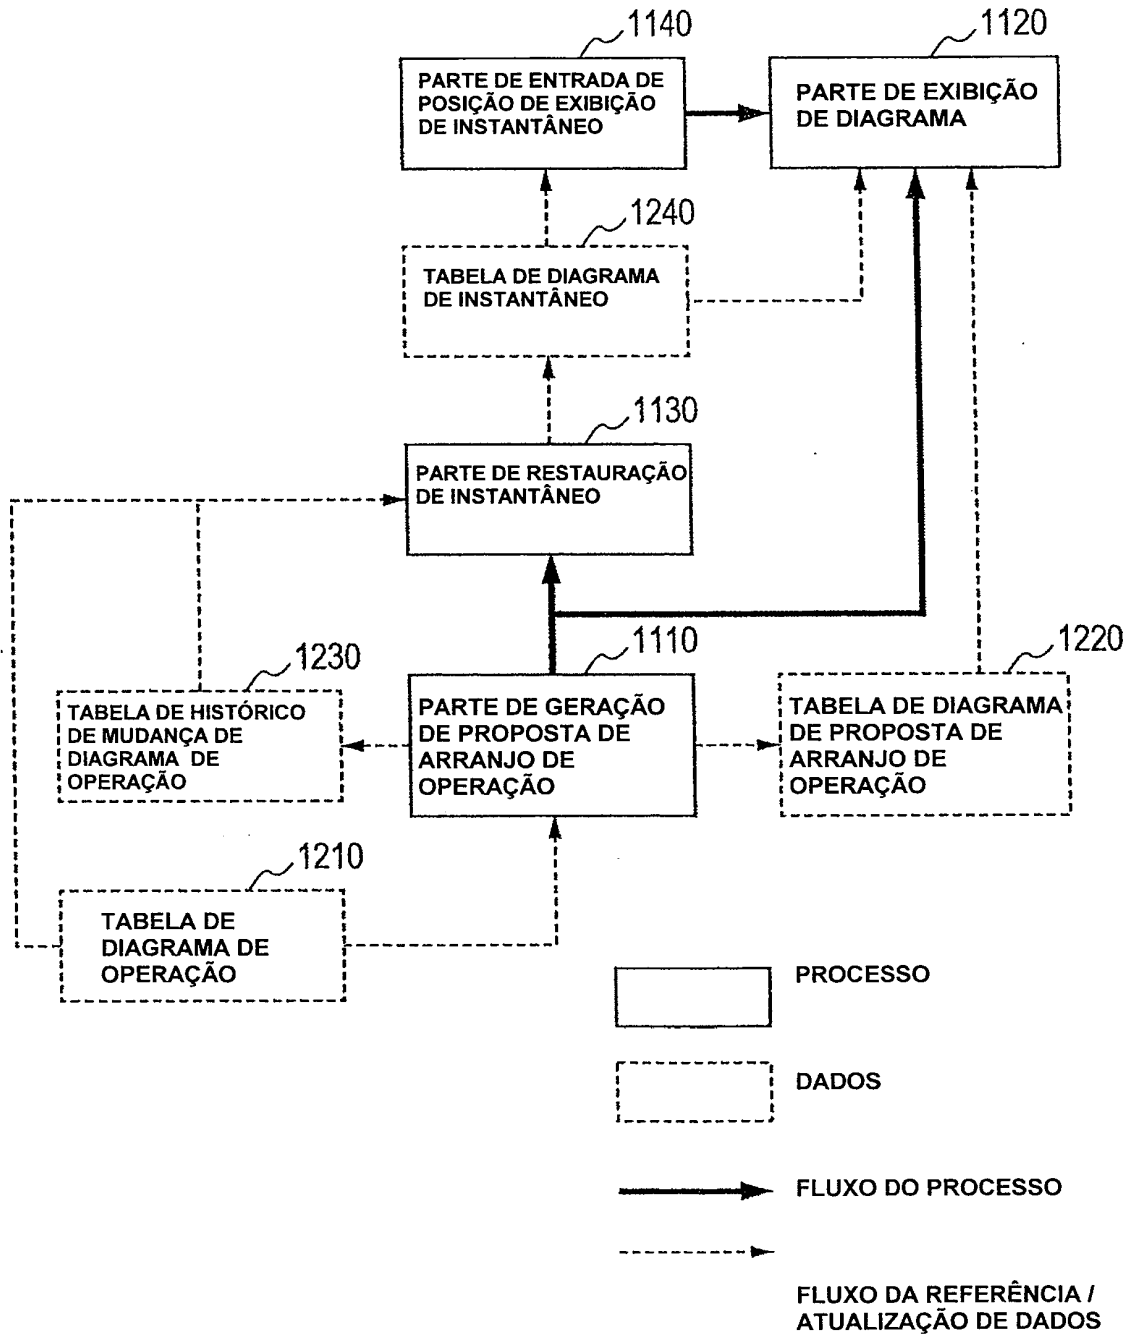 1140
PARTE DE ENTRADA DE
POSIÇÃO DE EXIBIÇÃO
DE INSTANTÂNEO
1120
PARTE DE EXIBIÇÃO
DE DIAGRAMA
1240
TABELA DE DIAGRAMA
DE INSTANTÂNEO
1130
PARTE DE RESTAURAÇÃO
DE INSTANTÂNEO
1230
TABELA DE HISTÓRICO
DE MUDANÇA DE
DIAGRAMA DE
OPERAÇÃO
1110
PARTE DE GERAÇÃO
DE PROPOSTA DE
ARRANJO DE
OPERAÇÃO
1220
TABELA DE DIAGRAMA
DE PROPOSTA DE
ARRANJO DE
OPERAÇÃO
1210
TABELA DE
DIAGRAMA DE
OPERAÇÃO
PROCESSO
DADOS
FLUXO DO PROCESSO
FLUXO DA REFERÊNCIA /
ATUALIZAÇÃO DE DADOS